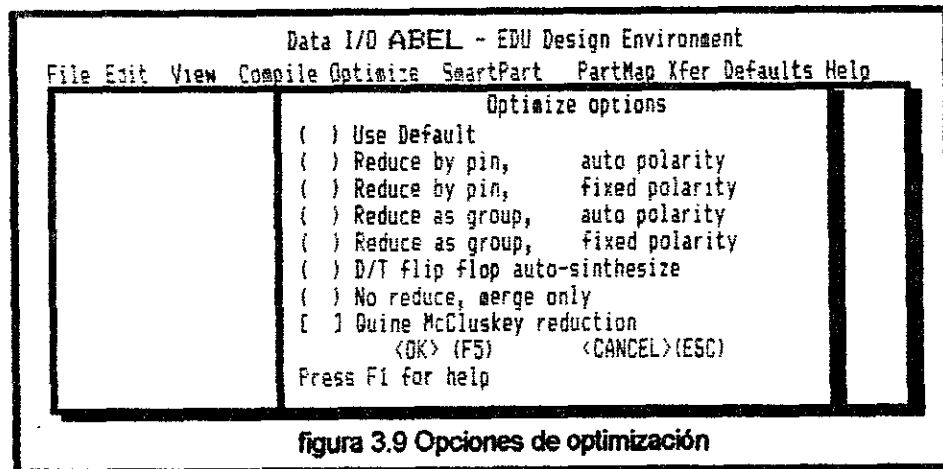 Data I/O ABEL - EDU Design Environment
File Edit View Compile Optimize SmartPart PartMap Xfer Defaults Help
Optimize options
( ) Use Default
( ) Reduce by pin, auto polarity
( ) Reduce by pin, fixed polarity
( ) Reduce as group, auto polarity
( ) Reduce as group, fixed polarity
( ) D/T flip flop auto-sinthesize
( ) No reduce, merge only
[ ] Quine McCluskey reduction
<OK> (F5) <CANCEL>(ESC)
Press F1 for help
figura 3.9 Opciones de optimización